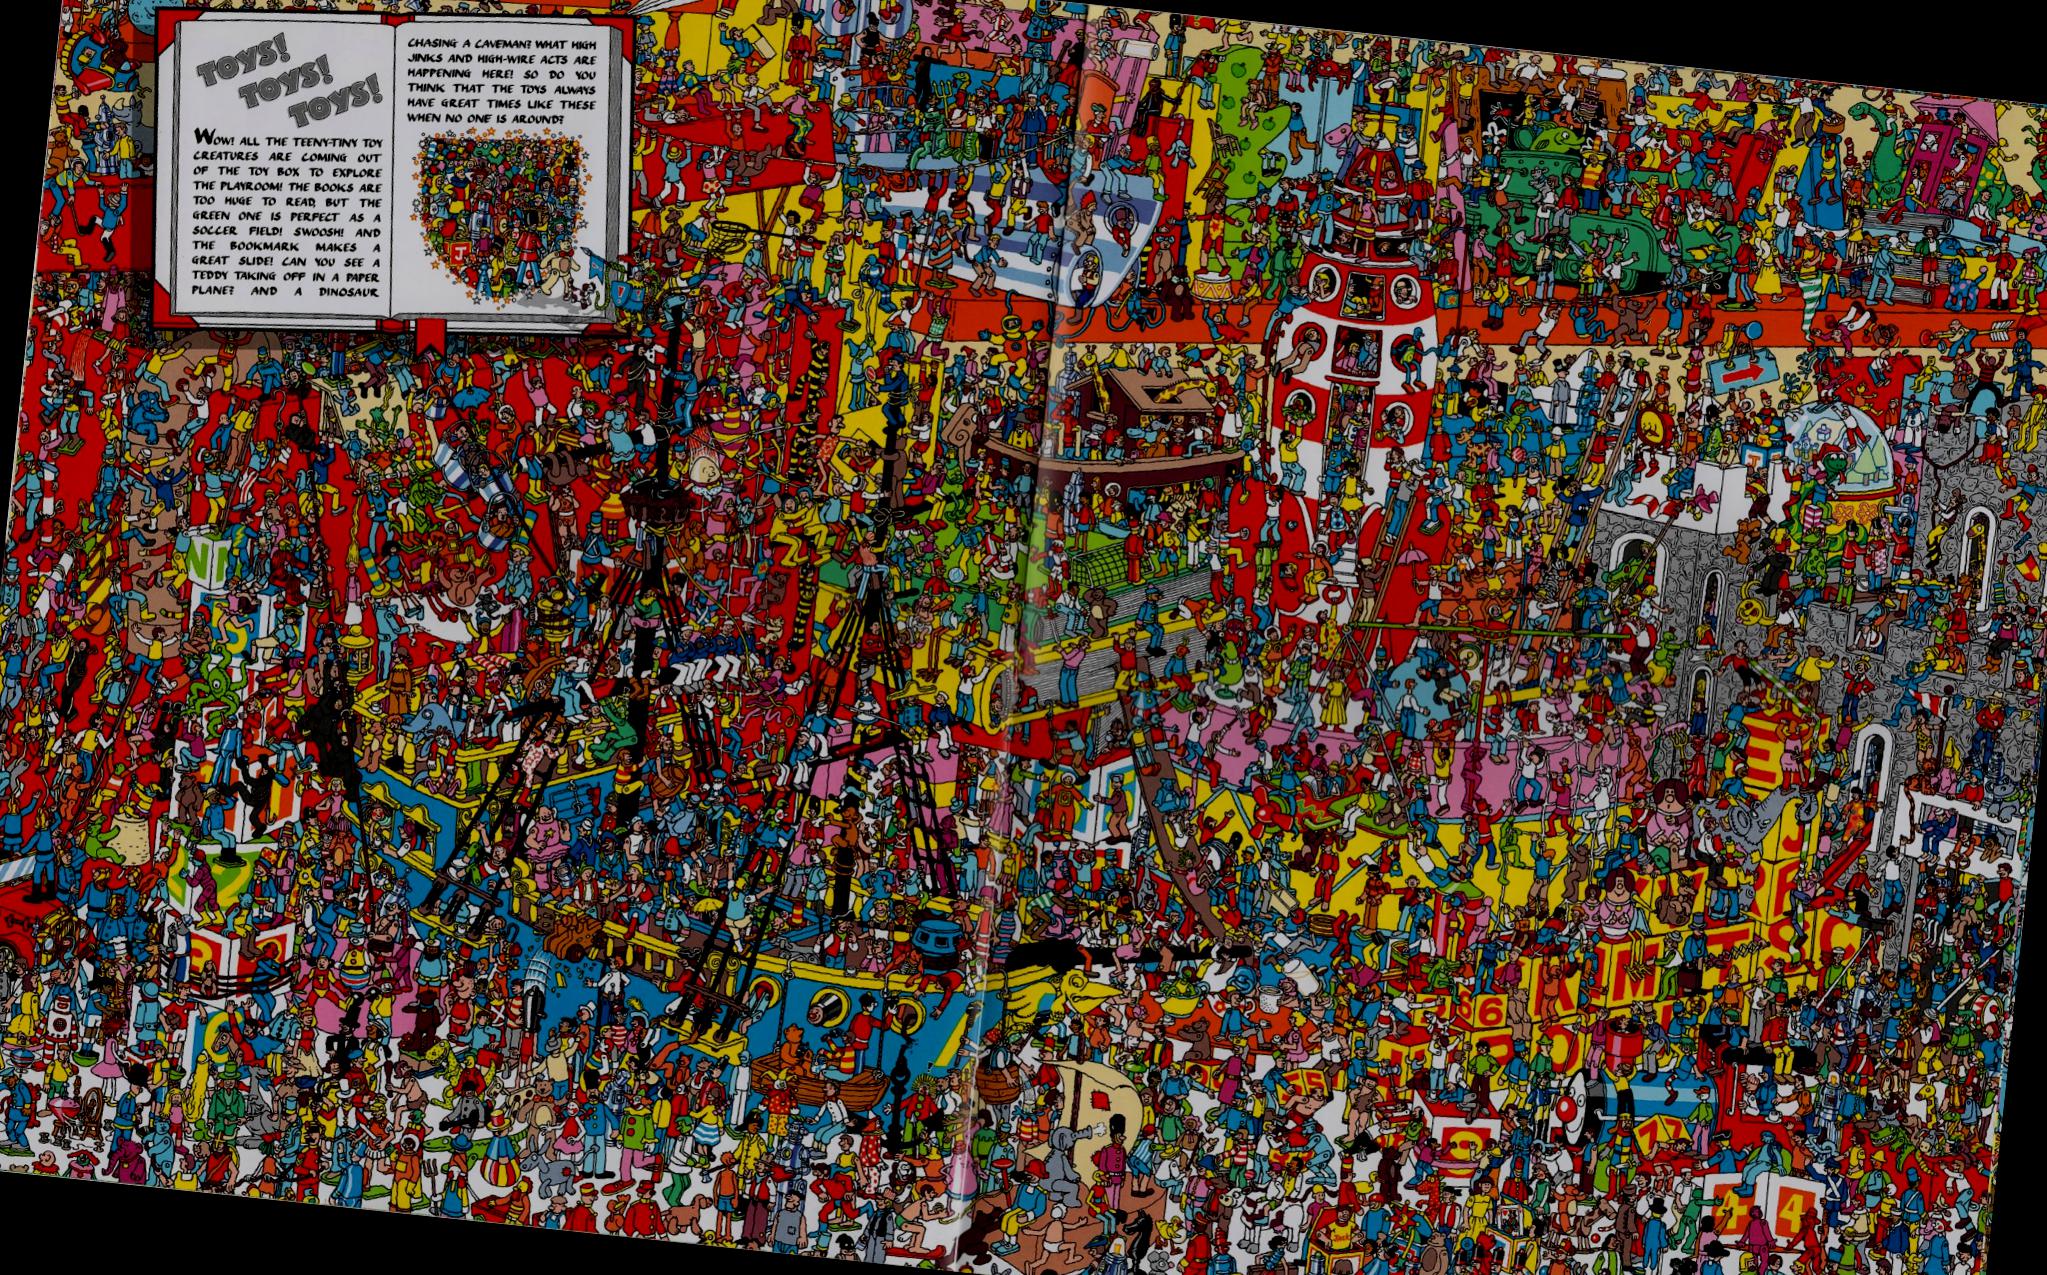 TOYS!
TOYS!
TOYS!
WOW! ALL THE TEENY-TINY TOY
CREATURES ARE COMING OUT
OF THE TOY BOX TO EXPLORE
THE PLAYROOM! THE BOOKS ARE
TOO HUGE TO READ, BUT THE
GREEN ONE IS PERFECT AS A
SOCCER FIELD! SWOOSH! AND
THE BOOKMARK MAKES A
GREAT SLIDE! CAN YOU SEE A
TEDDY TAKING OFF IN A PAPER
PLANE? AND A DINOSAUR
CHASING A CAVEMAN? WHAT HIGH
JINKS AND HIGH-WIRE ACTS ARE
HAPPENING HERE! SO DO YOU
THINK THAT THE TOYS ALWAYS
HAVE GREAT TIMES LIKE THESE
WHEN NO ONE IS AROUND?
J
E
J
R M T S C
66
77
4 4